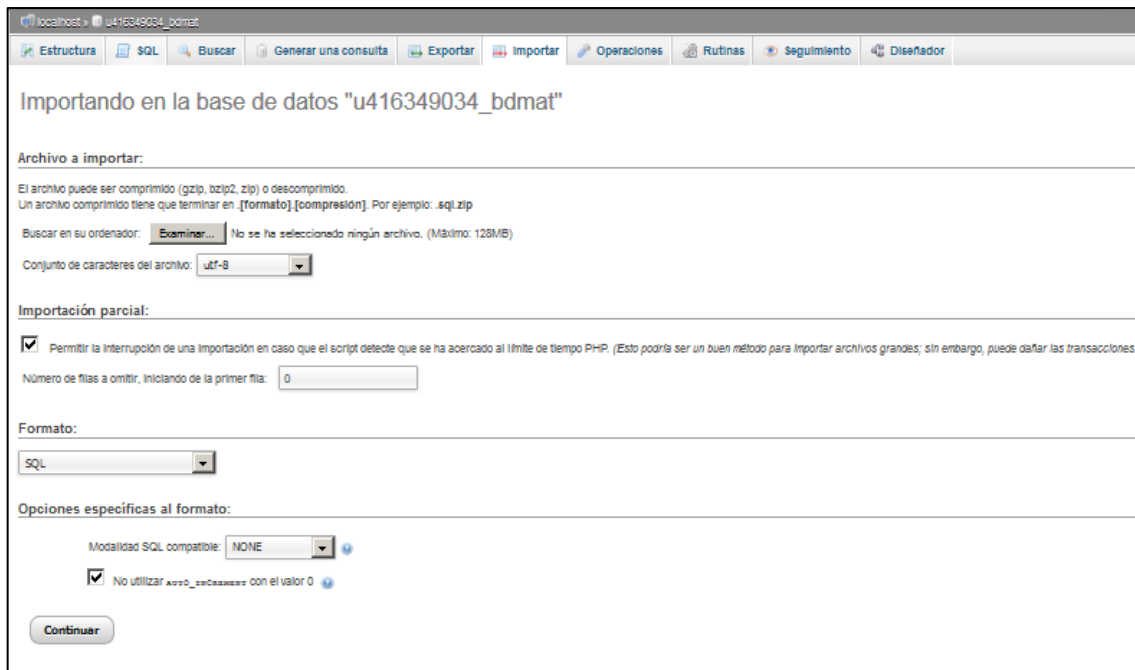 localhost » u416349034_bdmat
Estructura SQL Buscar Generar una consulta Exportar Importar Operaciones Rutinas Seguimiento Diseñador
Importando en la base de datos "u416349034_bdmat"
Archivo a importar:
El archivo puede ser comprimido (gzip, bzip2, zip) o descomprimido.
Un archivo comprimido tiene que terminar en .[formato].[compresión]. Por ejemplo: .sql.zip
Buscar en su ordenador: Examinar... No se ha seleccionado ningún archivo. (Máximo: 128MB)
Conjunto de caracteres del archivo: utf-8
Importación parcial:
Permitir la interrupción de una importación en caso que el script detecte que se ha acercado al límite de tiempo PHP. (Esto podría ser un buen método para importar archivos grandes; sin embargo, puede dañar las transacciones
Número de filas a omitir, iniciando de la primer fila: 0
Formato:
SQL
Opciones específicas al formato:
Modalidad SQL compatible: NONE
No utilizar AUTO_INCREMENT con el valor 0
Continuar